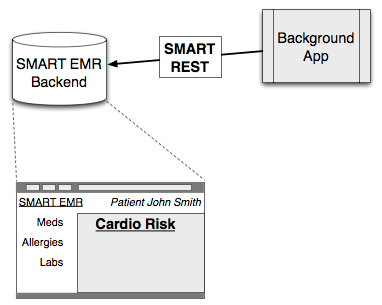 SMART EMR
Backend
SMART
REST
Background
App
SMART EMR
Patient John Smith
Meds
Allergies
Labs
Cardio Risk